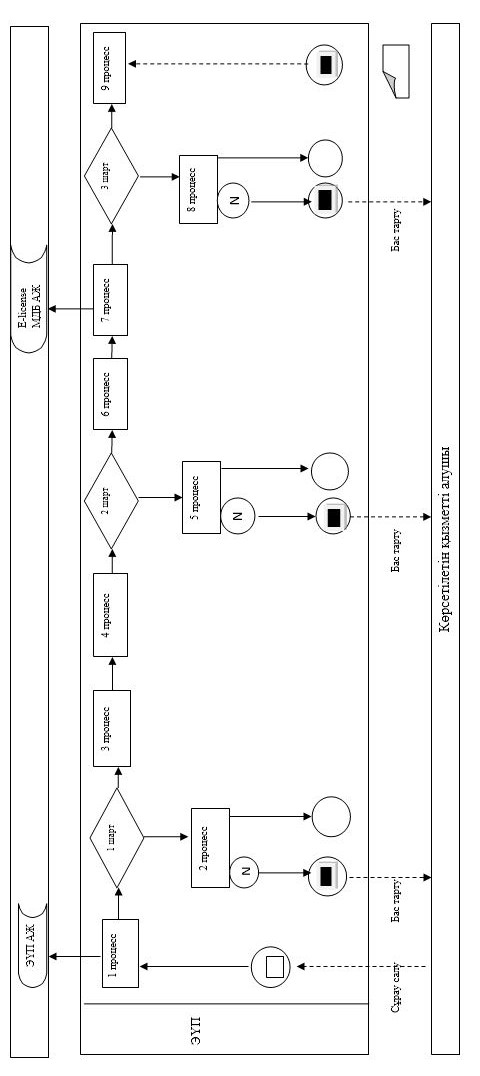 ЭҮП АЖ
E-license
МДБ АЖ
ЭҮП
1 процесс
1 шарт
2 процесс
N
3 процесс
4 процесс
2 шарт
5 процесс
N
6 процесс
7 процесс
3 шарт
8 процесс
N
9 процесс
Сұрау салу
Бас тарту
Бас тарту
Бас тарту
Көрсетілетін қызметті алушы